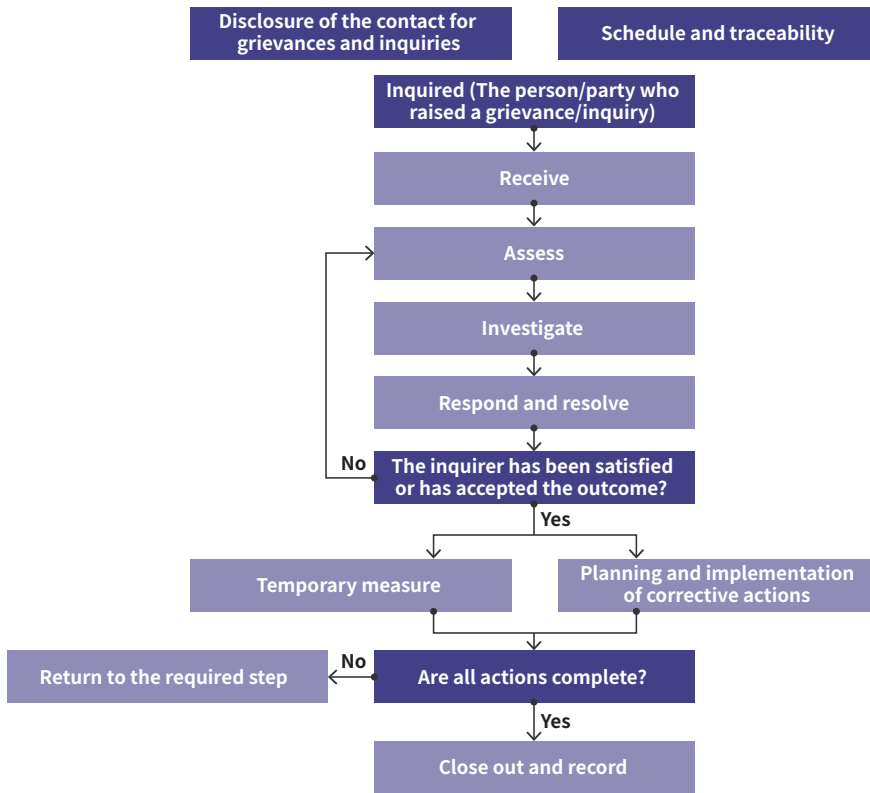 Disclosure of the contact for
grievances and inquiries
Schedule and traceability
Inquired (The person/party who
raised a grievance/inquiry)
Receive
Assess
Investigate
Respond and resolve
No
The inquirer has been satisfied
or has accepted the outcome?
Yes
Temporary measure
Planning and implementation
of corrective actions
Return to the required step
No
Are all actions complete?
Yes
Close out and record